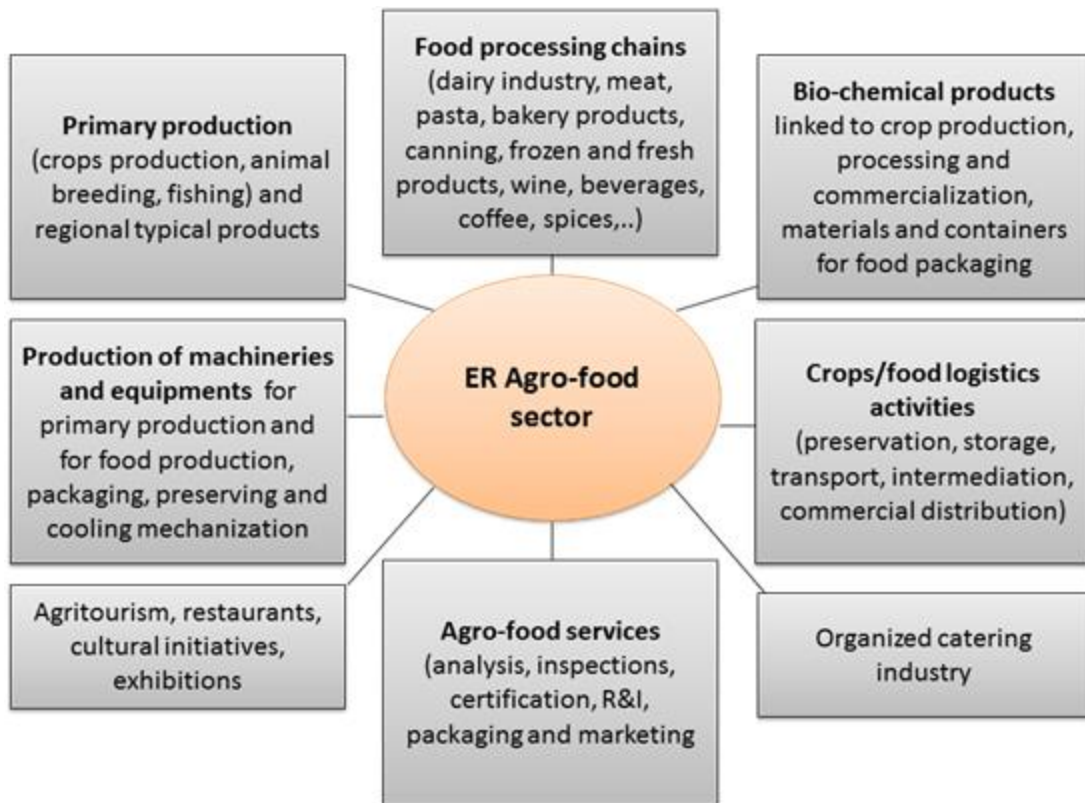 Food processing chains
(dairy industry, meat,
pasta, bakery products,
canning, frozen and fresh
products, wine, beverages,
coffee, spices,..)
Primary production
(crops production, animal
breeding, fishing) and
regional typical products
Bio-chemical products
linked to crop production,
processing and
commercialization,
materials and containers
for food packaging
Production of machineries
and equipments for
primary production and
for food production,
packaging, preserving and
cooling mechanization
ER Agro-food
sector
Crops/food logistics
activities
(preservation, storage,
transport, intermediation,
commercial distribution)
Agritourism, restaurants,
cultural initiatives,
exhibitions
Agro-food services
(analysis, inspections,
certification, R&I,
packaging and marketing
Organized catering
industry